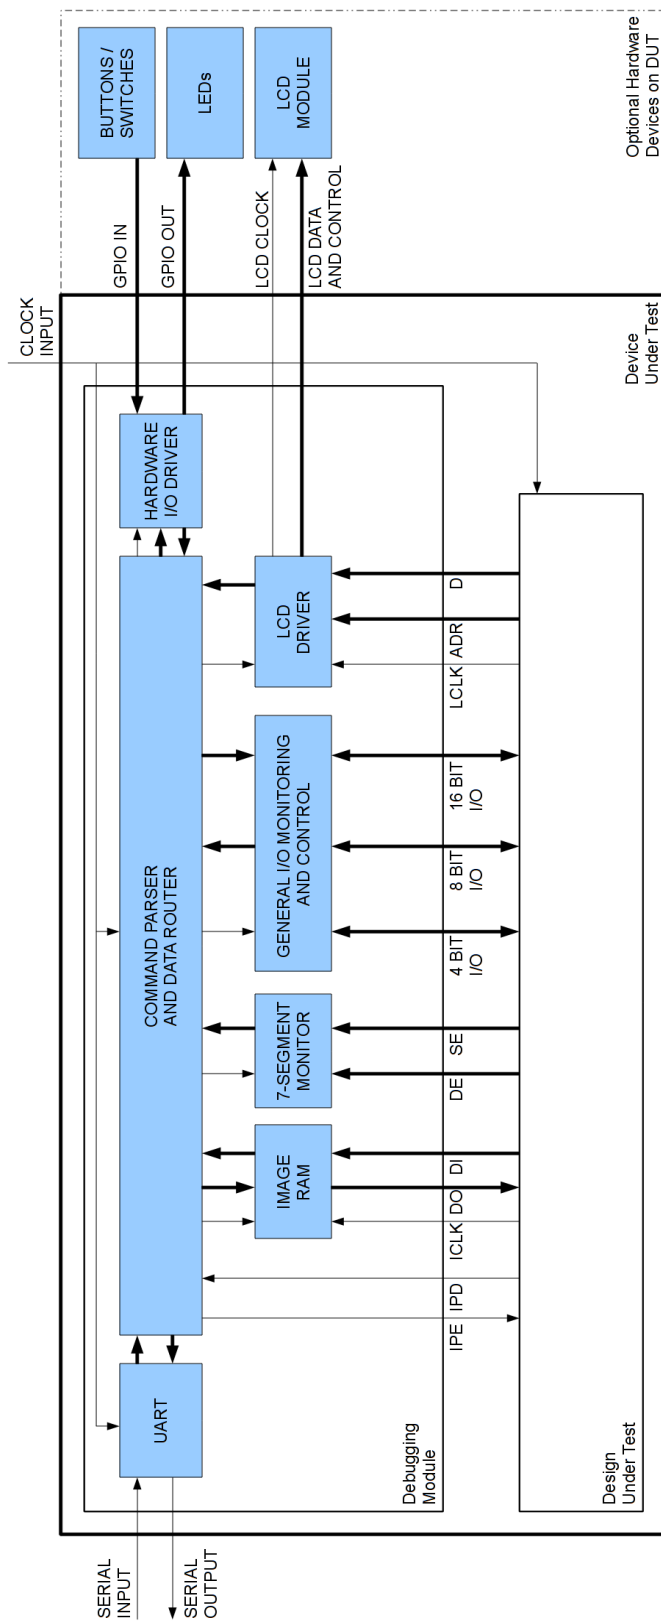 SERIAL
INPUT
SERIAL
OUTPUT
CLOCK
INPUT
UART
COMMAND PARSER
AND DATA ROUTER
HARDWARE
I/O DRIVER
GPIO IN
GPIO OUT
BUTTONS /
SWITCHES
LEDs
LCD
MODULE
LCD CLOCK
LCD DATA
AND CONTROL
IMAGE
RAM
7-SEGMENT
MONITOR
GENERAL I/O MONITORING
AND CONTROL
LCD
DRIVER
IPE
IPD
ICLK
DO
DI
DE
SE
4 BIT
I/O
8 BIT
I/O
16 BIT
I/O
LCLK
ADR
D
Debugging
Module
Design
Under Test
Device
Under Test
Optional Hardware
Devices on DUT